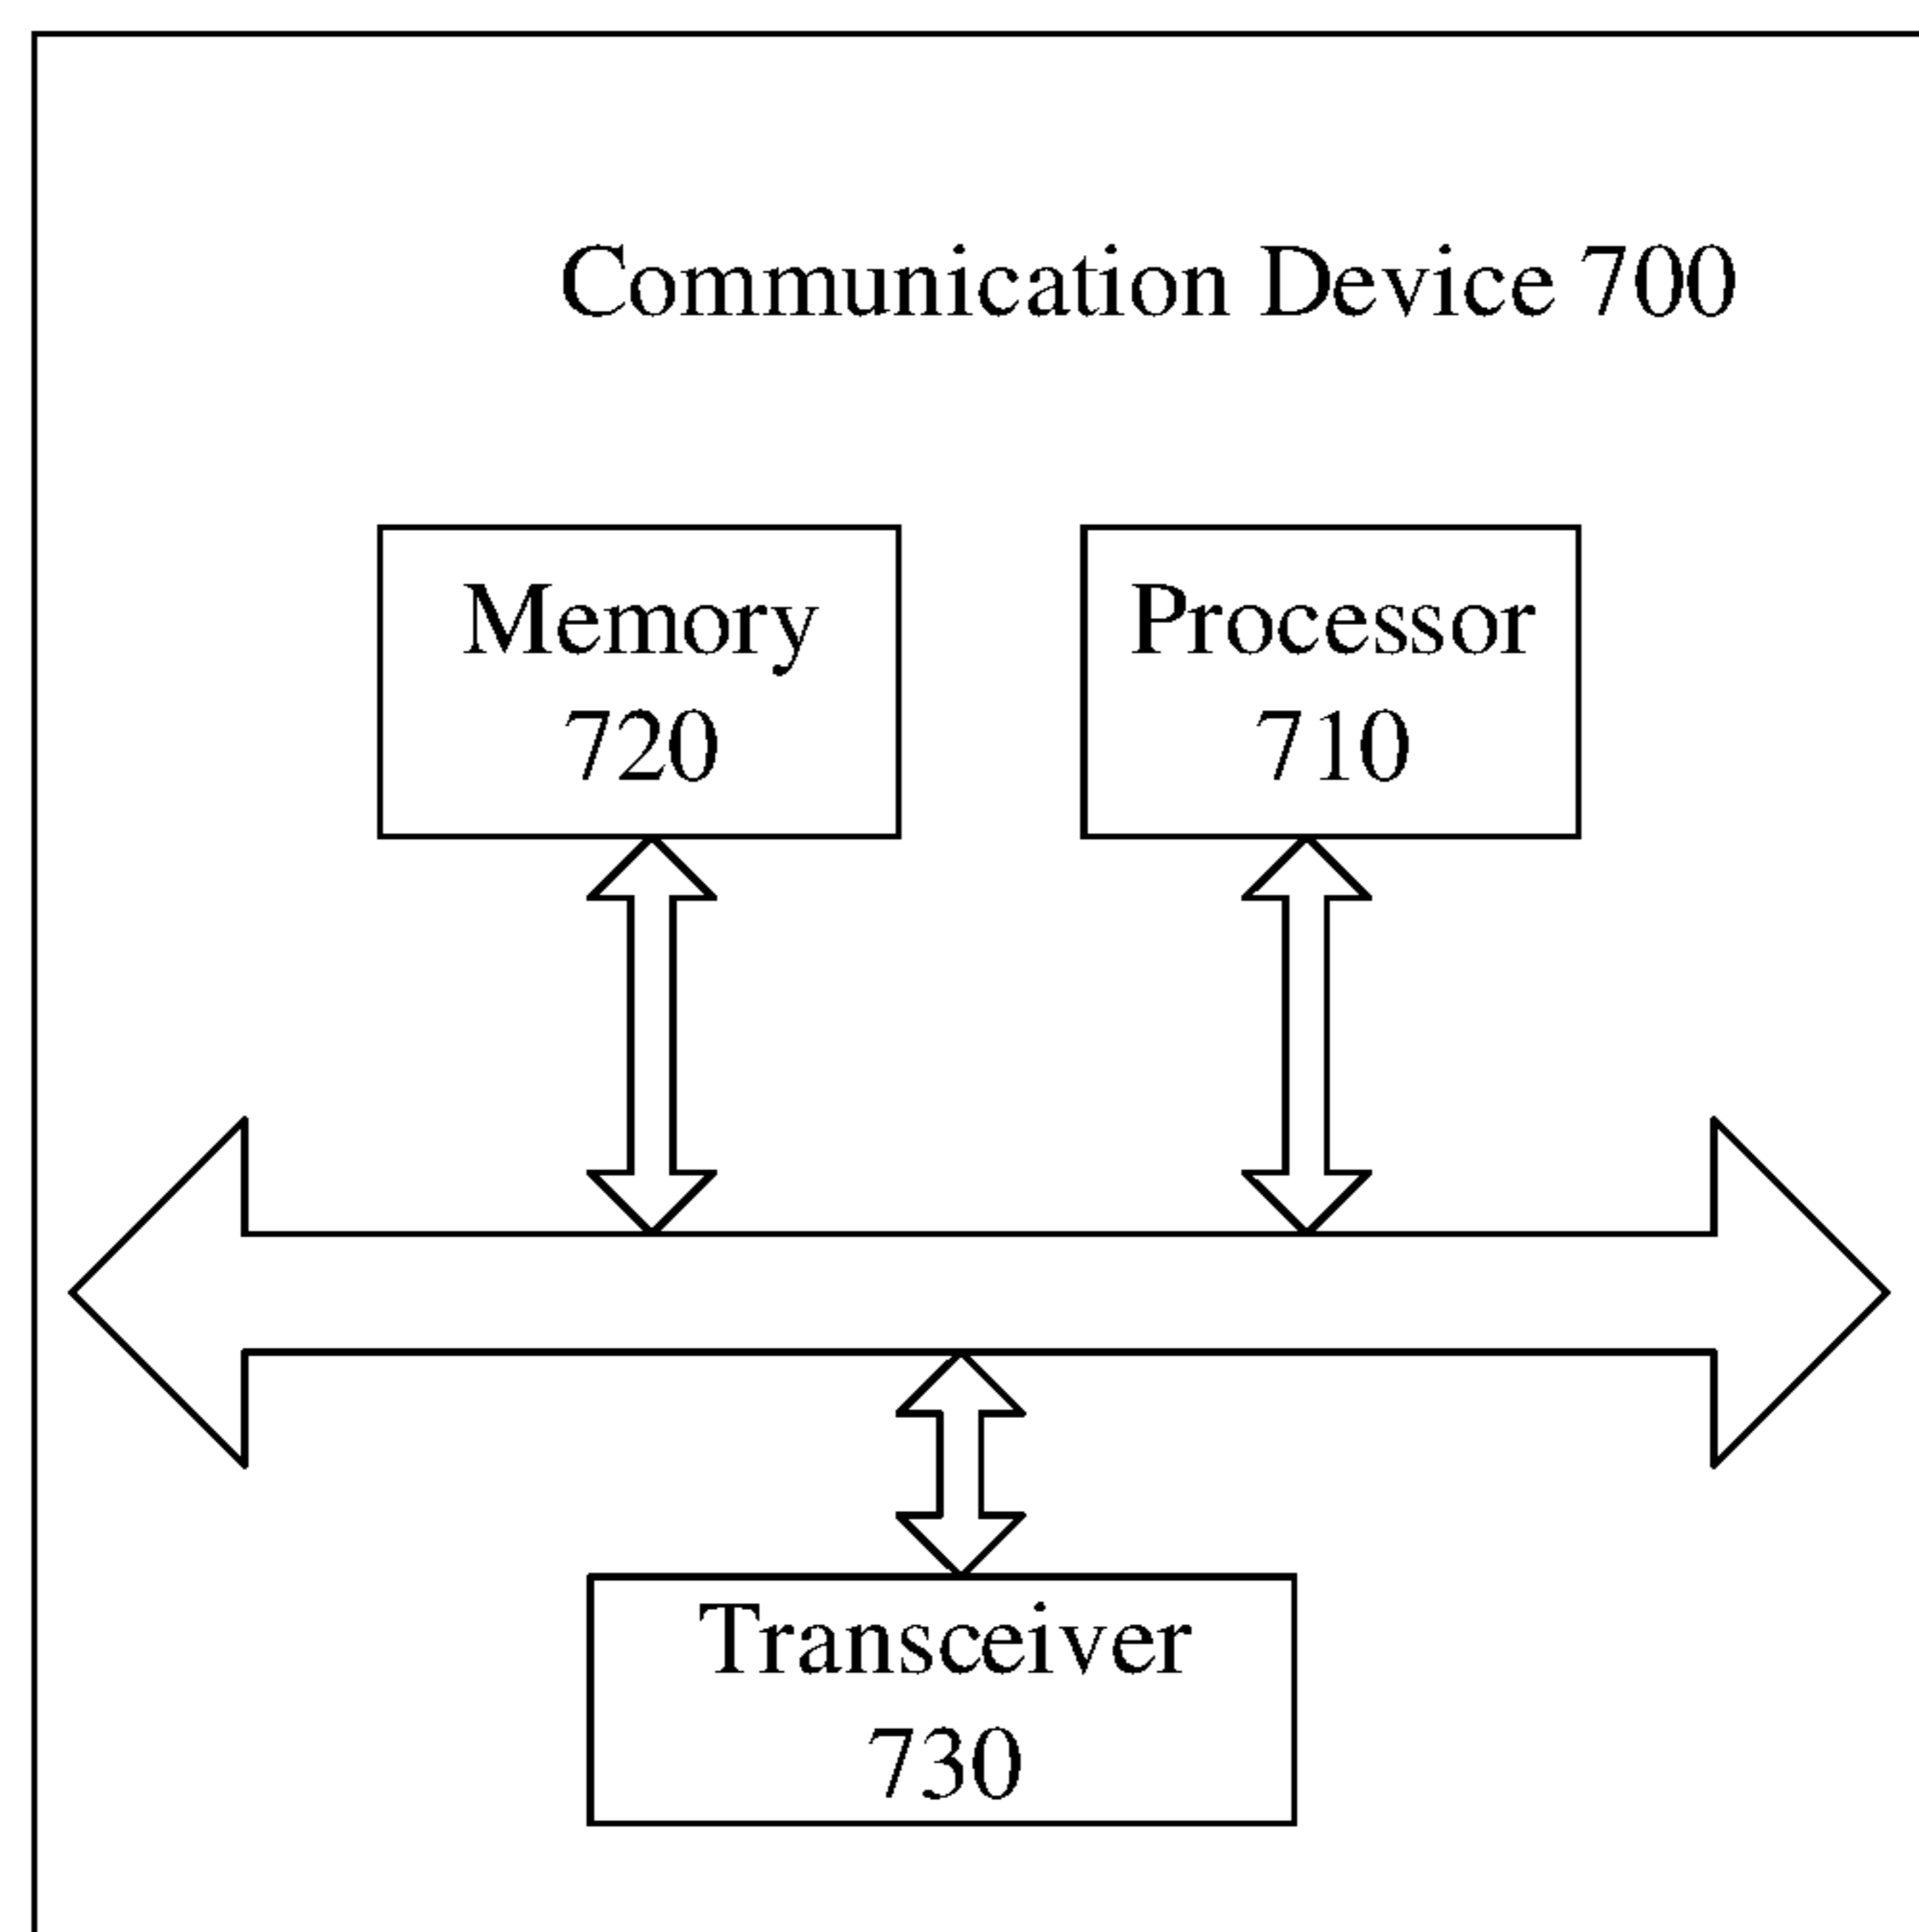 Communication Device 700
Memory
720
Processor
710
Transceiver
730